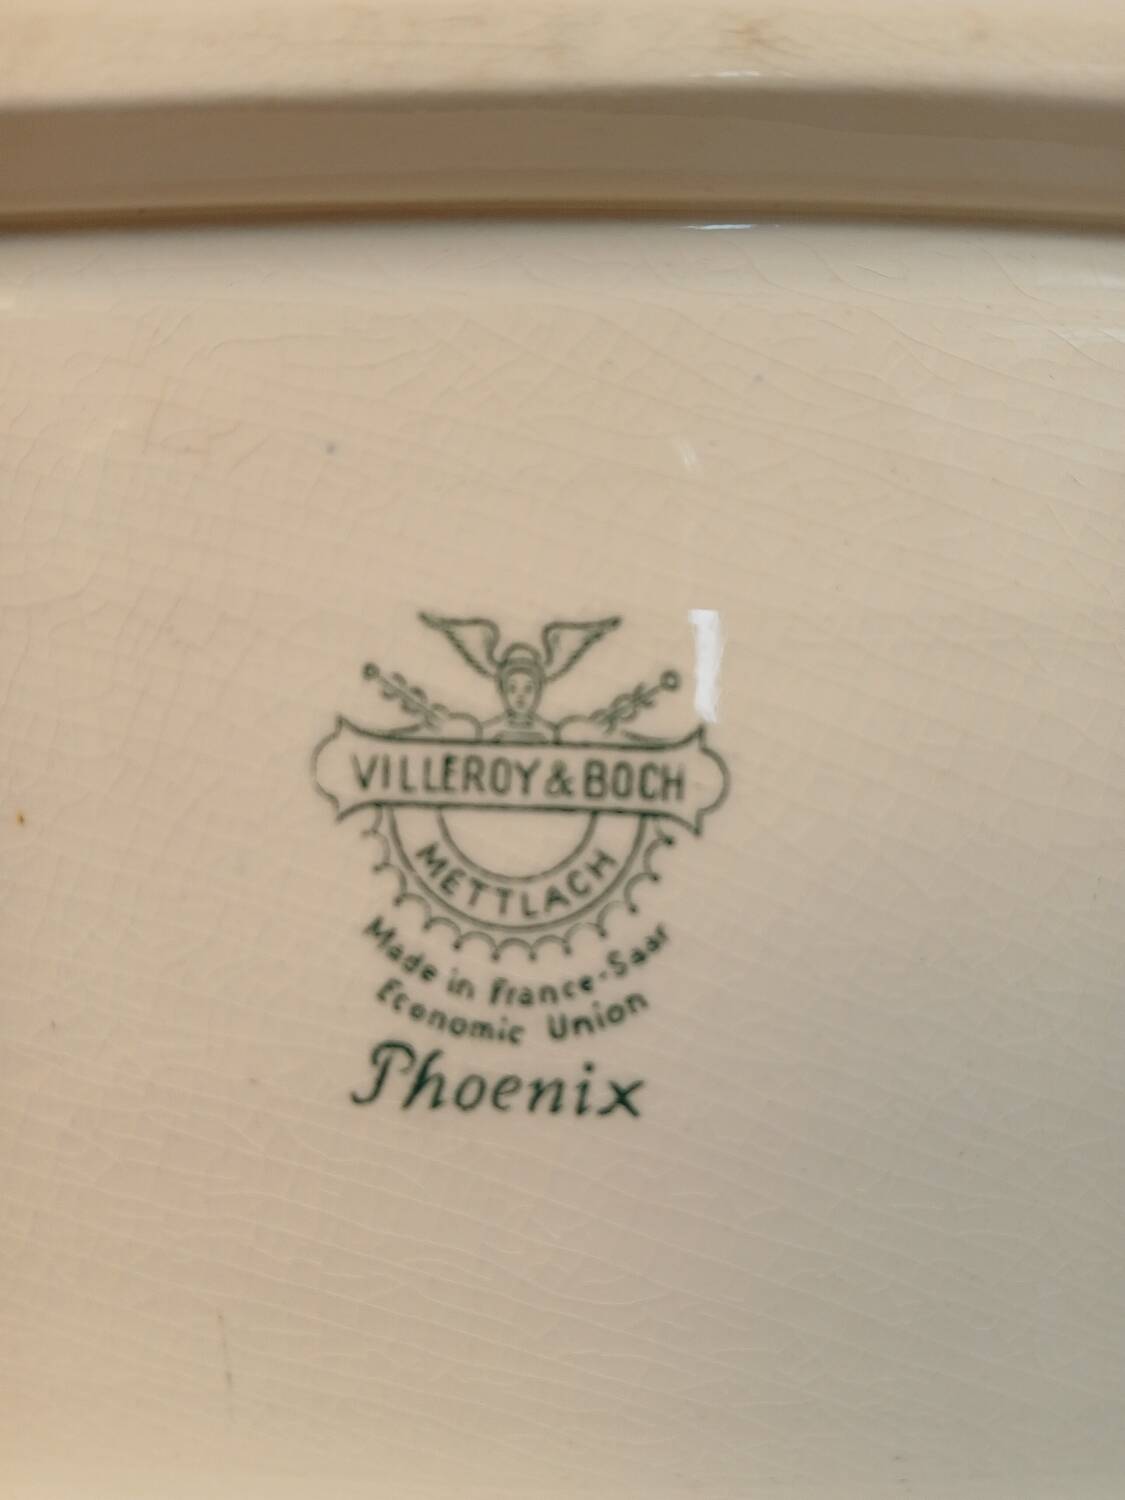 VILLEROY & BOCH
METTLACH
Made in France-Saar
Economic Union
Phoenix